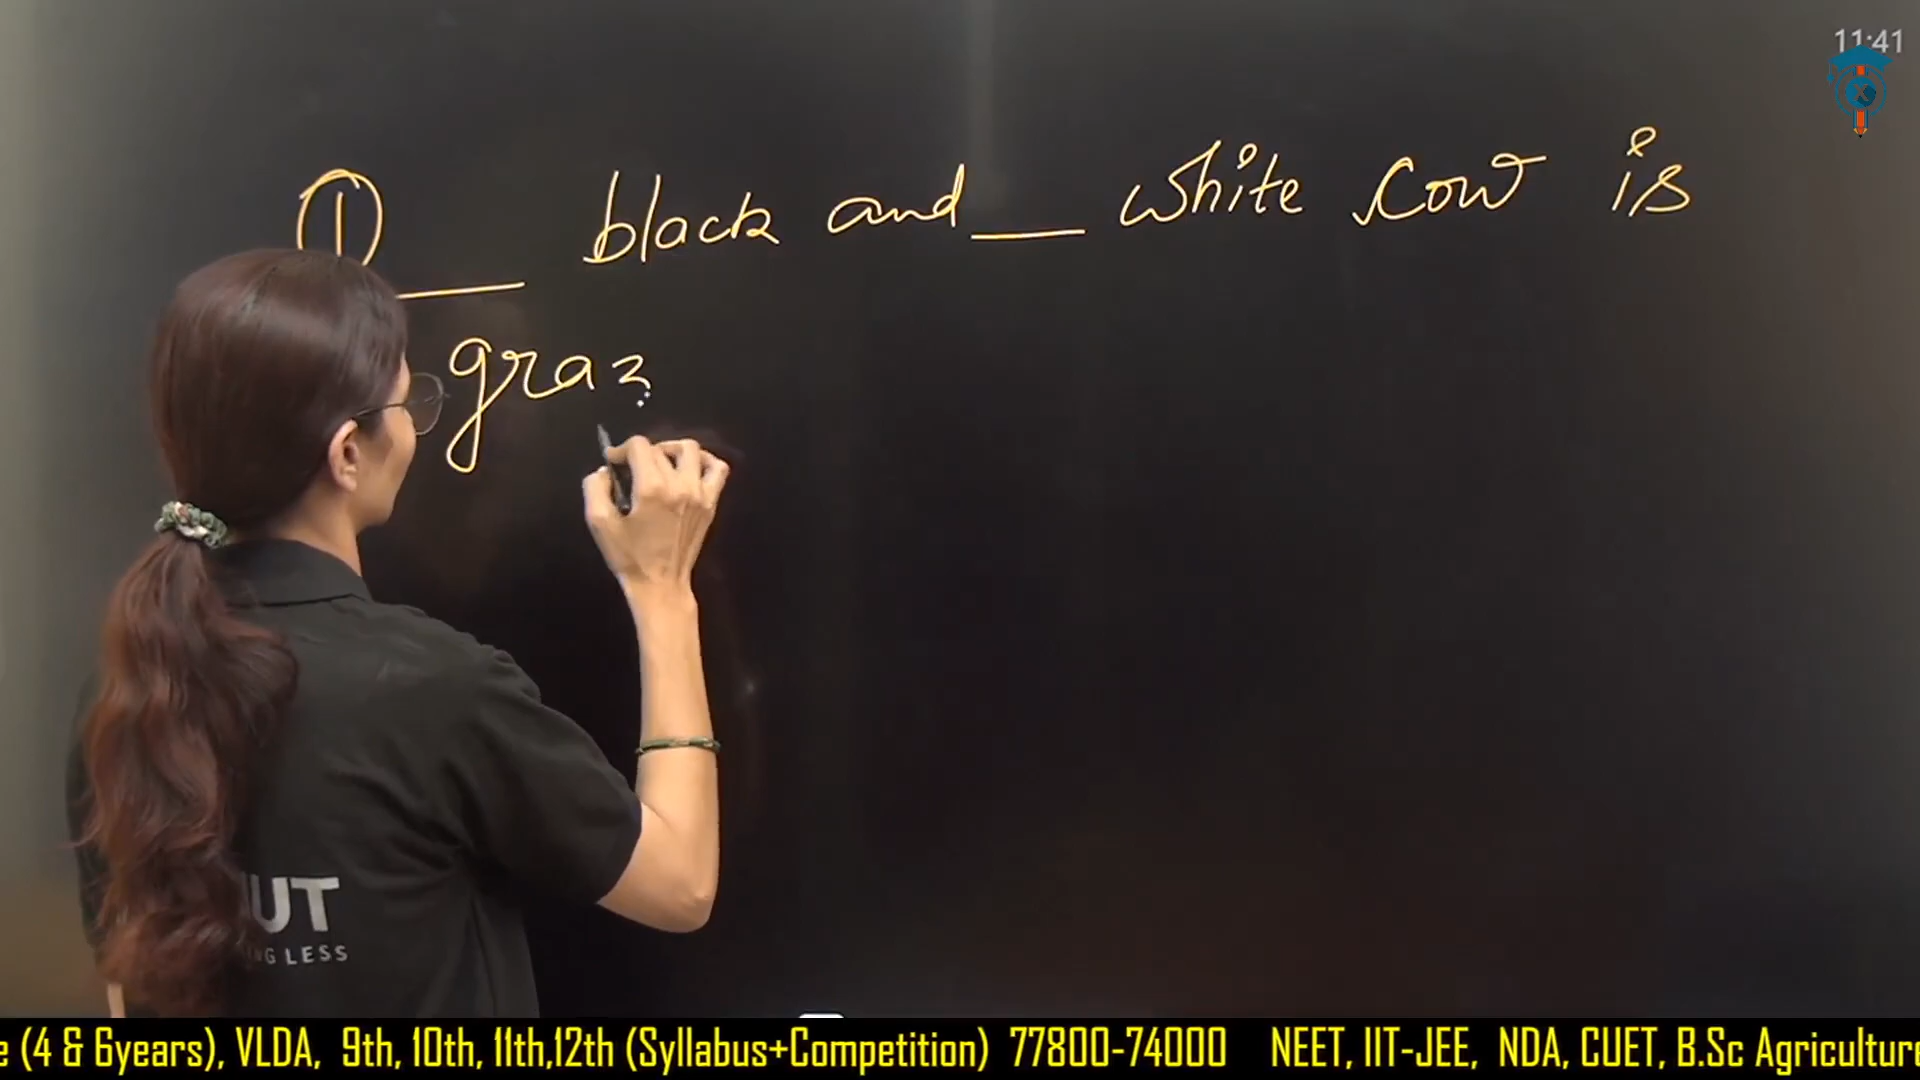 11:41
① ___ black and ___ white cow is
graz
UT
NG LESS
e (4 & 6years), VLDA, 9th, 10th, 11th,12th (Syllabus+Competition) 77800-74000 NEET, IIT-JEE, NDA, CUET, B.Sc Agriculture